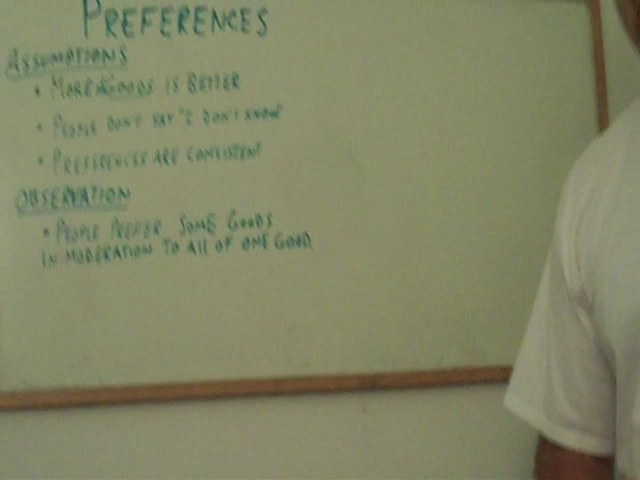 PREFERENCES
ASSUMPTIONS
• MORE GOODS IS BETTER
• PEOPLE DON'T SAY "I DON'T KNOW"
• PREFERENCES ARE CONSISTENT
OBSERVATION
• PEOPLE PREFER SOME GOODS
IN MODERATION TO All OF ONE GOOD.